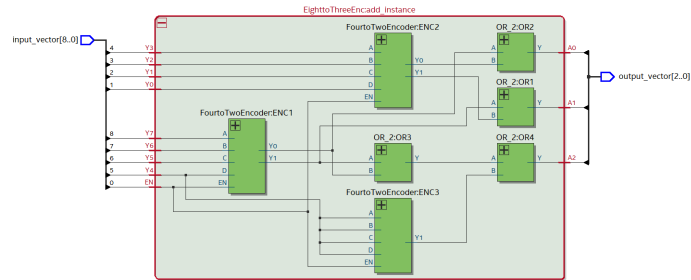 EighttoThreeEnc:add_instance
input_vector[8..0]
4 Y3
3 Y2
2 Y1
1 Y0
8 Y7
7 Y6
6 Y5
5 Y4
0 EN
FourtoTwoEncoder:ENC2
A
B Y0
C Y1
D
EN
OR_2:OR2
A Y
B
A0
output_vector[2..0]
OR_2:OR1
A Y
B
A1
FourtoTwoEncoder:ENC1
A
B Y0
C Y1
D
EN
OR_2:OR3
A Y
B
OR_2:OR4
A Y
B
A2
FourtoTwoEncoder:ENC3
A
B
C Y1
D
EN